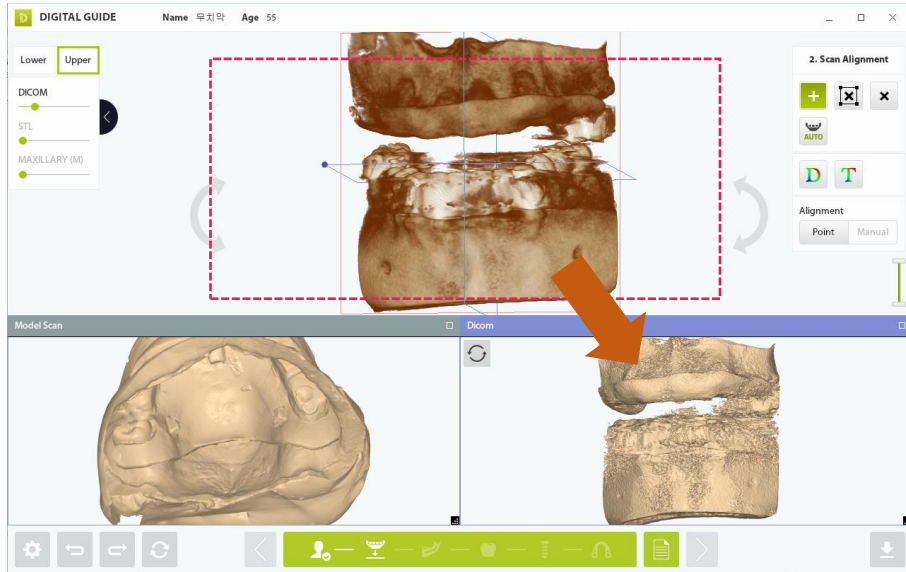 D DIGITAL GUIDE Name 무치악 Age 55
Lower Upper
DICOM
STL
MAXILLARY (M)
2. Scan Alignment
AUTO
D T
Alignment
Point Manual
Model Scan
Dicom